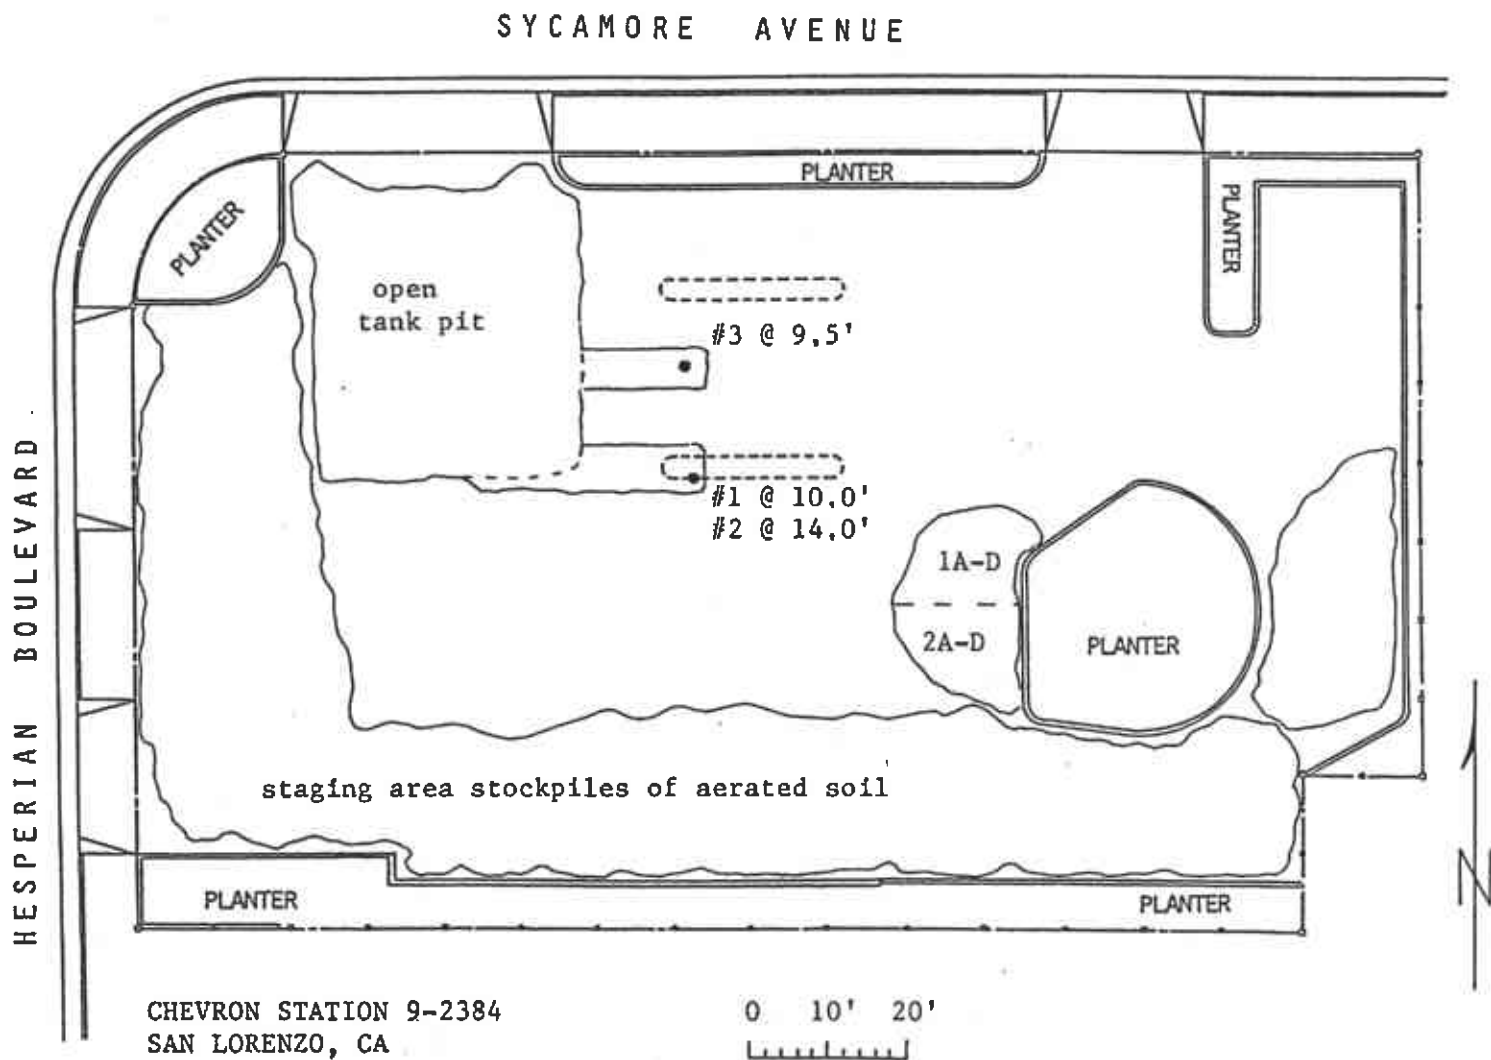 SYCAMORE AVENUE
PLANTER
PLANTER
PLANTER
open
tank pit
#3 @ 9.5'
#1 @ 10.0'
#2 @ 14.0'
1A-D
2A-D
PLANTER
HESPERIAN BOULEVARD
staging area stockpiles of aerated soil
PLANTER
PLANTER
N
CHEVRON STATION 9-2384
SAN LORENZO, CA
0 10' 20'